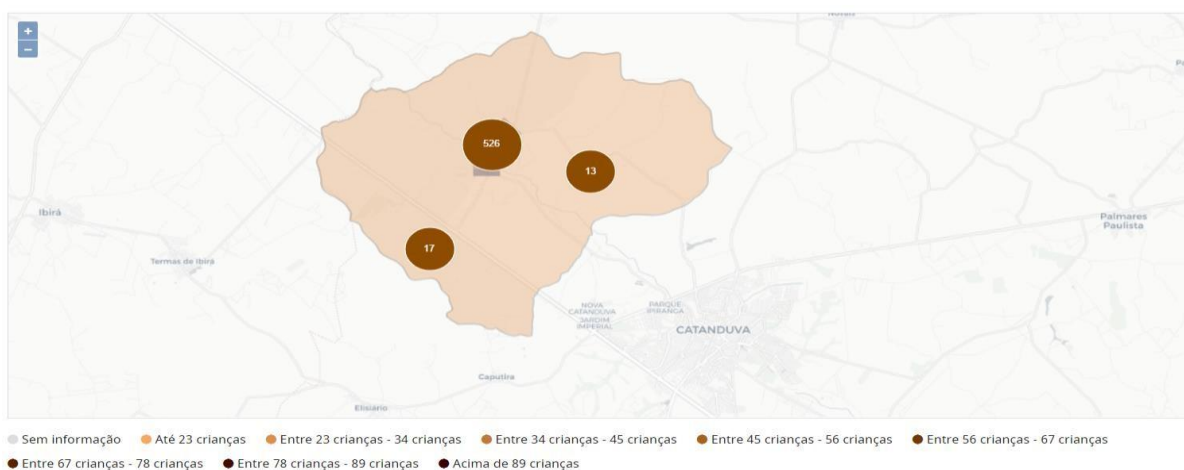 +
−
526
13
17
Ibirá
Termas de Ibirá
Palmares
Paulista
NOVA
CATANDUVA
JARDIM
IMPERIAL
PARQUE
IPIRANGA
CATANDUVA
Caputira
Elisiário
Sem informação Até 23 crianças Entre 23 crianças - 34 crianças Entre 34 crianças - 45 crianças Entre 45 crianças - 56 crianças Entre 56 crianças - 67 crianças
Entre 67 crianças - 78 crianças Entre 78 crianças - 89 crianças Acima de 89 crianças